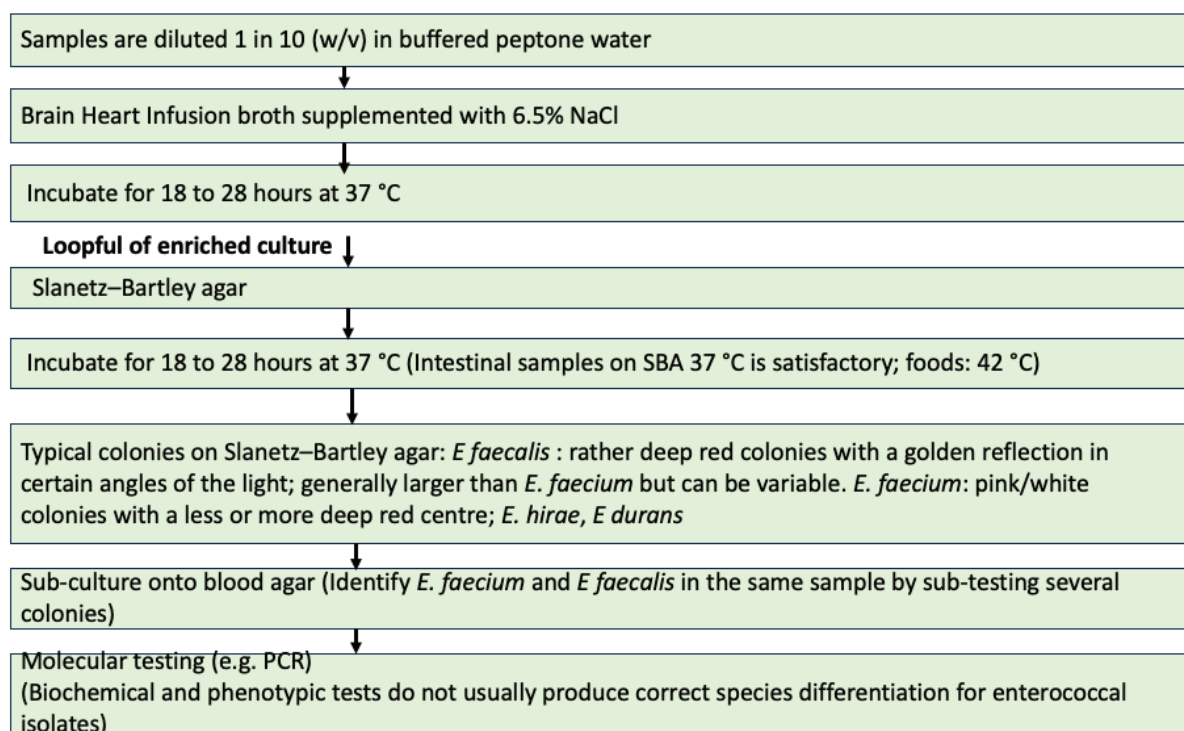 Samples are diluted 1 in 10 (w/v) in buffered peptone water
Brain Heart Infusion broth supplemented with 6.5% NaCl
Incubate for 18 to 28 hours at 37 °C
Loopful of enriched culture
Slanetz–Bartley agar
Incubate for 18 to 28 hours at 37 °C (Intestinal samples on SBA 37 °C is satisfactory; foods: 42 °C)
Typical colonies on Slanetz–Bartley agar: E faecalis : rather deep red colonies with a golden reflection in
certain angles of the light; generally larger than E. faecium but can be variable. E. faecium: pink/white
colonies with a less or more deep red centre; E. hirae, E durans
Sub-culture onto blood agar (Identify E. faecium and E faecalis in the same sample by sub-testing several
colonies)
Molecular testing (e.g. PCR)
(Biochemical and phenotypic tests do not usually produce correct species differentiation for enterococcal
isolates)